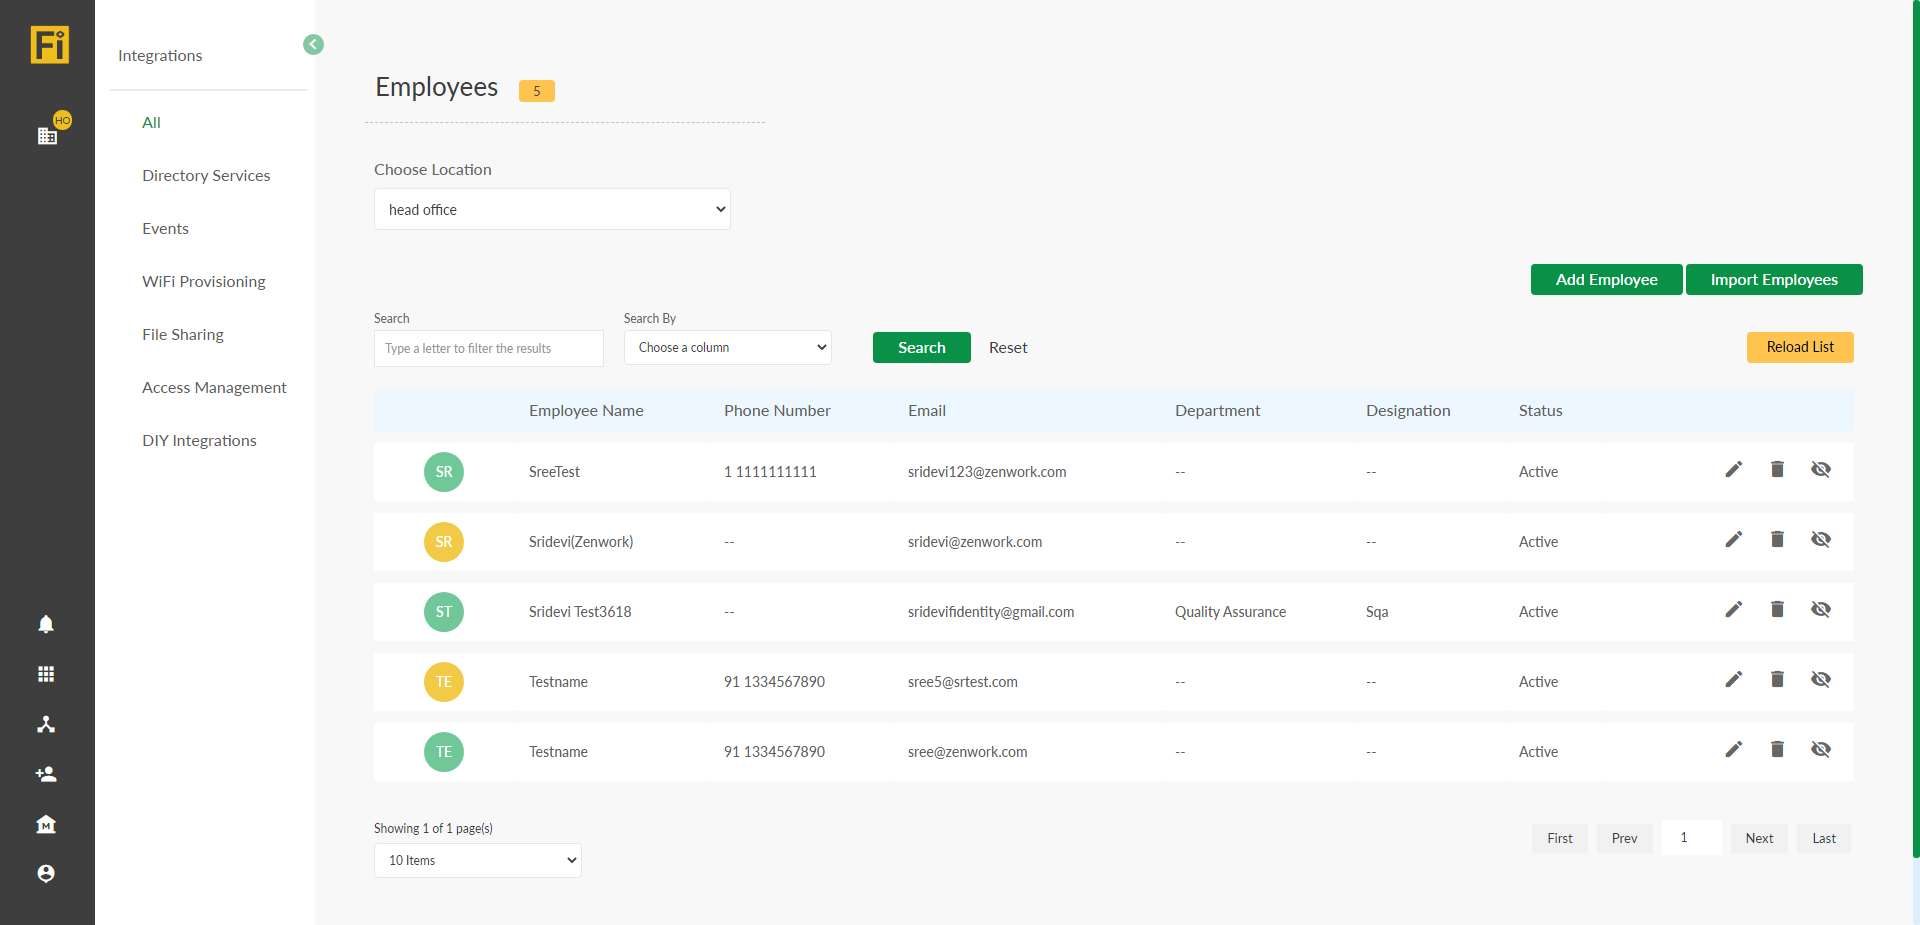 Fi
HO
Integrations
All
Directory Services
Events
WiFi Provisioning
File Sharing
Access Management
DIY Integrations
Employees 5
Choose Location
head office
Add Employee Import Employees
Search Search By
Type a letter to filter the results Choose a column Search Reset Reload List
Employee Name Phone Number Email Department Designation Status
SR SreeTest 1 1111111111 sridevi123@zenwork.com -- -- Active
SR Sridevi(Zenwork) -- sridevi@zenwork.com -- -- Active
ST Sridevi Test3618 -- sridevifidentity@gmail.com Quality Assurance Sqa Active
TE Testname 91 1334567890 sree5@srtest.com -- -- Active
TE Testname 91 1334567890 sree@zenwork.com -- -- Active
Showing 1 of 1 page(s)
10 Items
First Prev 1 Next Last
M